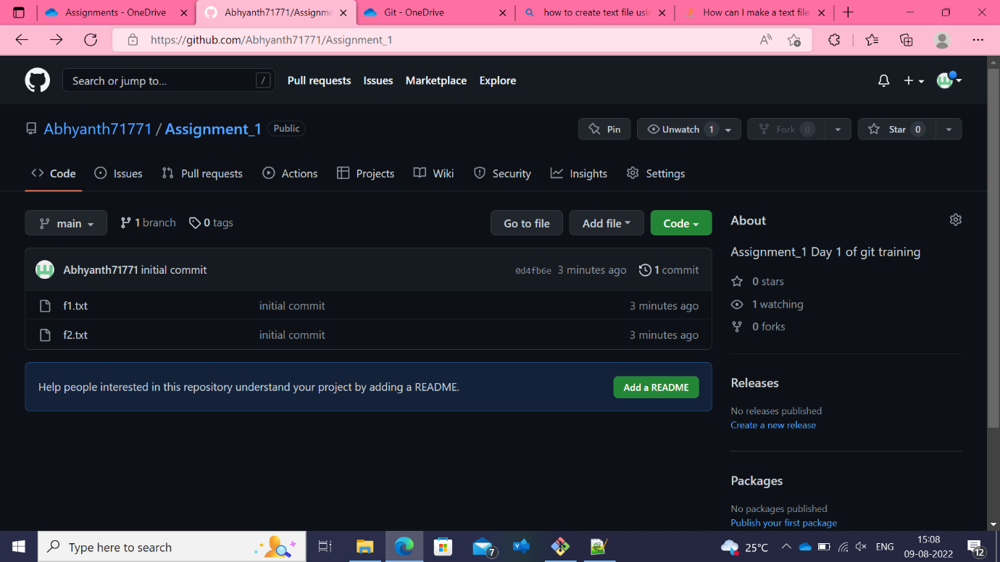 Assignments - OneDrive
Abhyanth71771/Assignme
Git - OneDrive
how to create text file usin
How can I make a text file
https://github.com/Abhyanth71771/Assignment_1
Search or jump to... /
Pull requests Issues Marketplace Explore
Abhyanth71771 / Assignment_1 Public
Pin Unwatch 1 Fork 0 Star 0
Code Issues Pull requests Actions Projects Wiki Security Insights Settings
main 1 branch 0 tags Go to file Add file Code
Abhyanth71771 initial commit 0d4fb6e 3 minutes ago 1 commit
f1.txt initial commit 3 minutes ago
f2.txt initial commit 3 minutes ago
Help people interested in this repository understand your project by adding a README. Add a README
About
Assignment_1 Day 1 of git training
0 stars
1 watching
0 forks
Releases
No releases published
Create a new release
Packages
No packages published
Publish your first package
Type here to search
7
25°C
ENG
15:08
09-08-2022
12